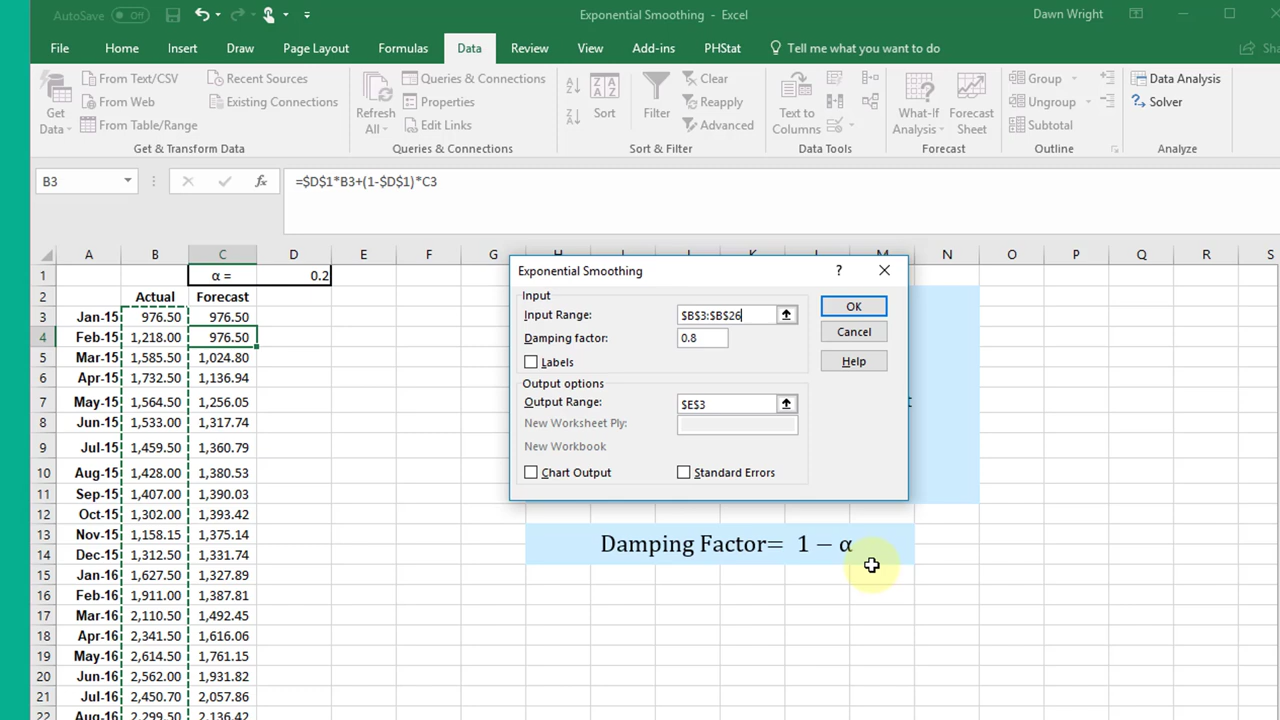 AutoSave Off Exponential Smoothing - Excel Dawn Wright
File Home Insert Draw Page Layout Formulas Data Review View Add-ins PHStat Tell me what you want to do
Get Data
From Text/CSV
From Web
From Table/Range
Recent Sources
Existing Connections
Get & Transform Data
Refresh All
Queries & Connections
Properties
Edit Links
Queries & Connections
Sort
Filter
Clear
Reapply
Advanced
Sort & Filter
Text to Columns
Data Tools
What-If Analysis
Forecast Sheet
Forecast
Group
Ungroup
Subtotal
Outline
Data Analysis
Solver
Analyze
B3 fx =$D$1*B3+(1-$D$1)*C3
A B C D E F G H I J K L M N O P Q R S
1 α = 0.2
2 Actual Forecast
3 Jan-15 976.50 976.50
4 Feb-15 1,218.00 976.50
5 Mar-15 1,585.50 1,024.80
6 Apr-15 1,732.50 1,136.94
7 May-15 1,564.50 1,256.05
8 Jun-15 1,533.00 1,317.74
9 Jul-15 1,459.50 1,360.79
10 Aug-15 1,428.00 1,380.53
11 Sep-15 1,407.00 1,390.03
12 Oct-15 1,302.00 1,393.42
13 Nov-15 1,158.15 1,375.14
14 Dec-15 1,312.50 1,331.74
15 Jan-16 1,627.50 1,327.89
16 Feb-16 1,911.00 1,387.81
17 Mar-16 2,110.50 1,492.45
18 Apr-16 2,341.50 1,616.06
19 May-16 2,614.50 1,761.15
20 Jun-16 2,562.00 1,931.82
21 Jul-16 2,450.70 2,057.86
22 Aug-16 2,299.50 2,136.42
Exponential Smoothing ?
Input
Input Range: $B$3:$B$26
Damping factor: 0.8
Labels
Output options
Output Range: $E$3
New Worksheet Ply:
New Workbook
Chart Output Standard Errors
OK
Cancel
Help
Damping Factor= 1 − α